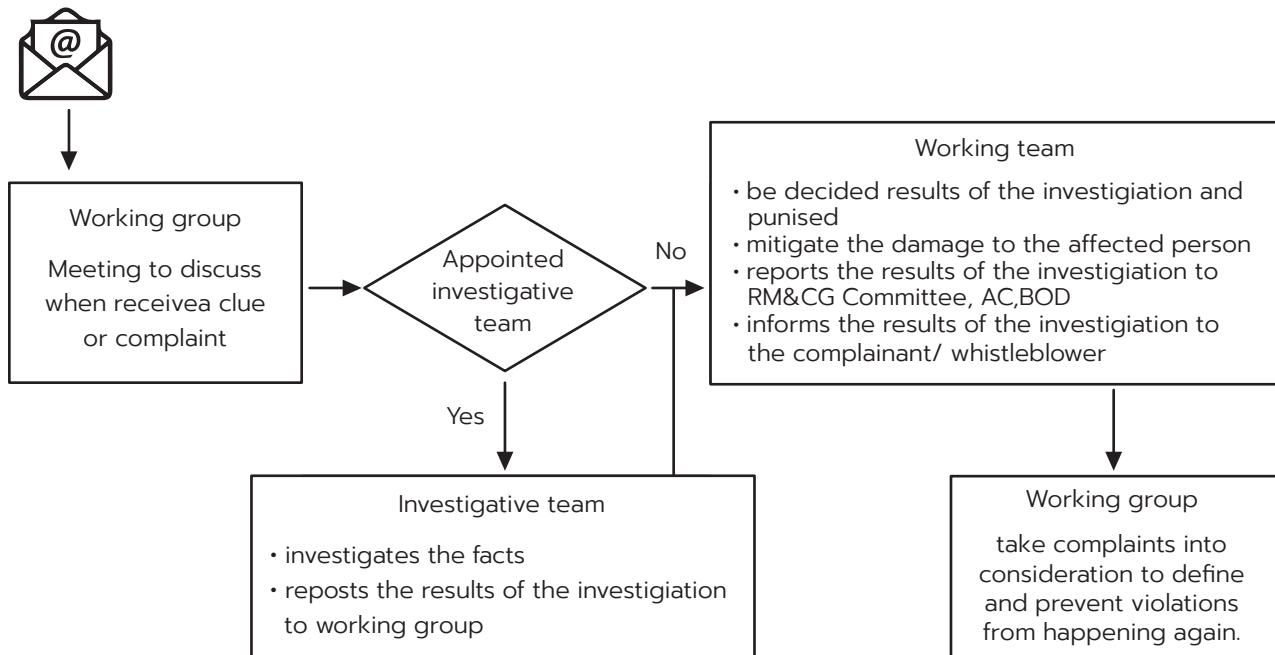 @
Working group
Meeting to discuss
when receivea clue
or complaint
Appointed
investigative
team
No
Yes
Working team
• be decided results of the investigiation and
punised
• mitigate the damage to the affected person
• reports the results of the investigiation to
RM&CG Committee, AC,BOD
• informs the results of the investigiation to
the complainant/ whistleblower
Investigative team
• investigates the facts
• reposts the results of the investigiation
to working group
Working group
take complaints into
consideration to define
and prevent violations
from happening again.